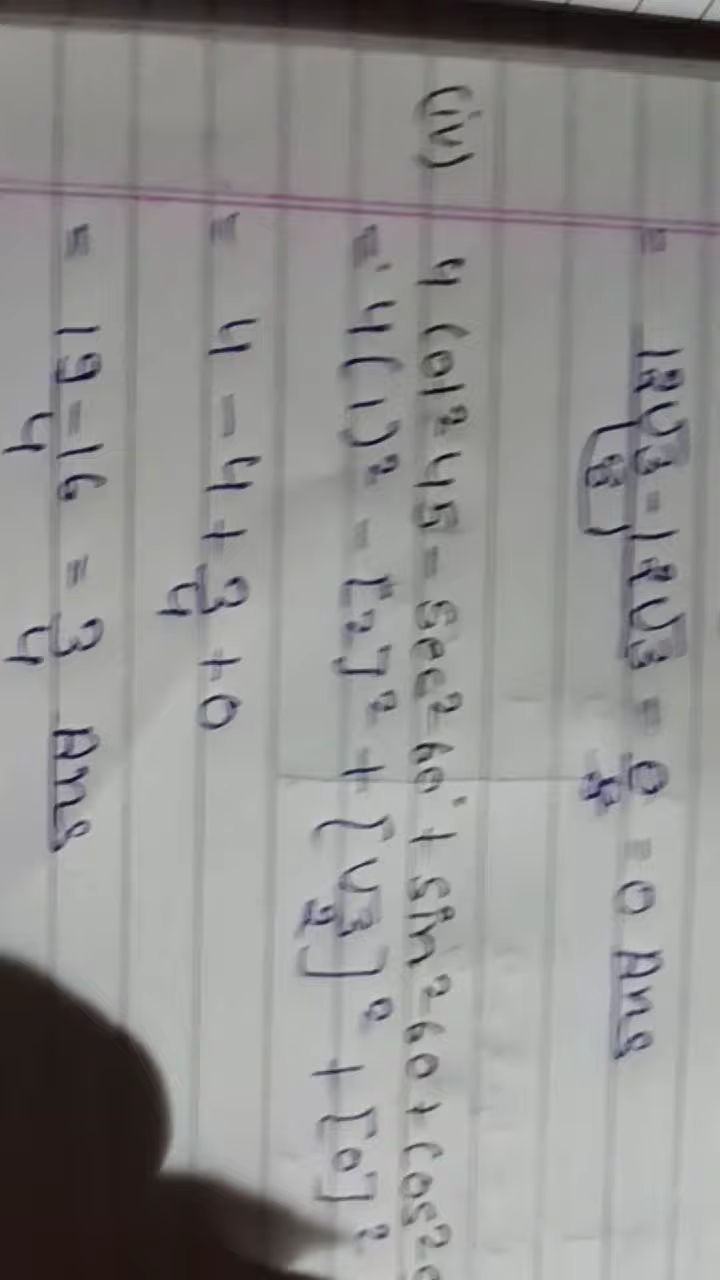 = 12√3 - 12√3 / (8) = 0/8 = 0 Ans
(iv) 4 Cot² 45 - Sec² 60° + Sin² 60 + Cos²
= 4(1)² - [2]² + [√3/2]² + [0]²
= 4 - 4 + 3/4 + 0
= 19 - 16 / 4 = 3/4 Ans